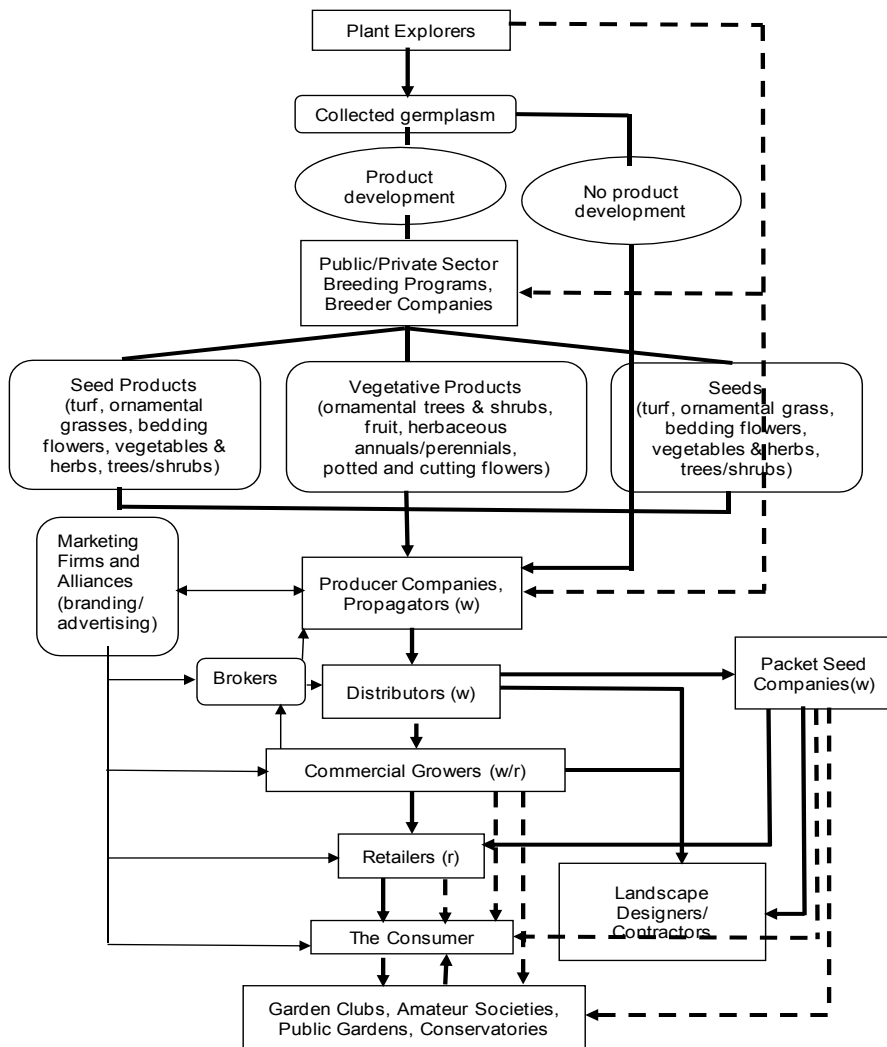 Plant Explorers
Collected germplasm
Product
development
No product
development
Public/Private Sector
Breeding Programs,
Breeder Companies
Seed Products
(turf, ornamental
grasses, bedding
flowers, vegetables &
herbs, trees/shrubs)
Vegetative Products
(ornamental trees & shrubs,
fruit, herbaceous
annuals/perennials,
potted and cutting flowers)
Seeds
(turf, ornamental grass,
bedding flowers,
vegetables & herbs,
trees/shrubs)
Marketing
Firms and
Alliances
(branding/
advertising)
Producer Companies,
Propagators (w)
Brokers
Distributors (w)
Packet Seed
Companies(w)
Commercial Growers (w/r)
Retailers (r)
Landscape
Designers/
Contractors
The Consumer
Garden Clubs, Amateur Societies,
Public Gardens, Conservatories